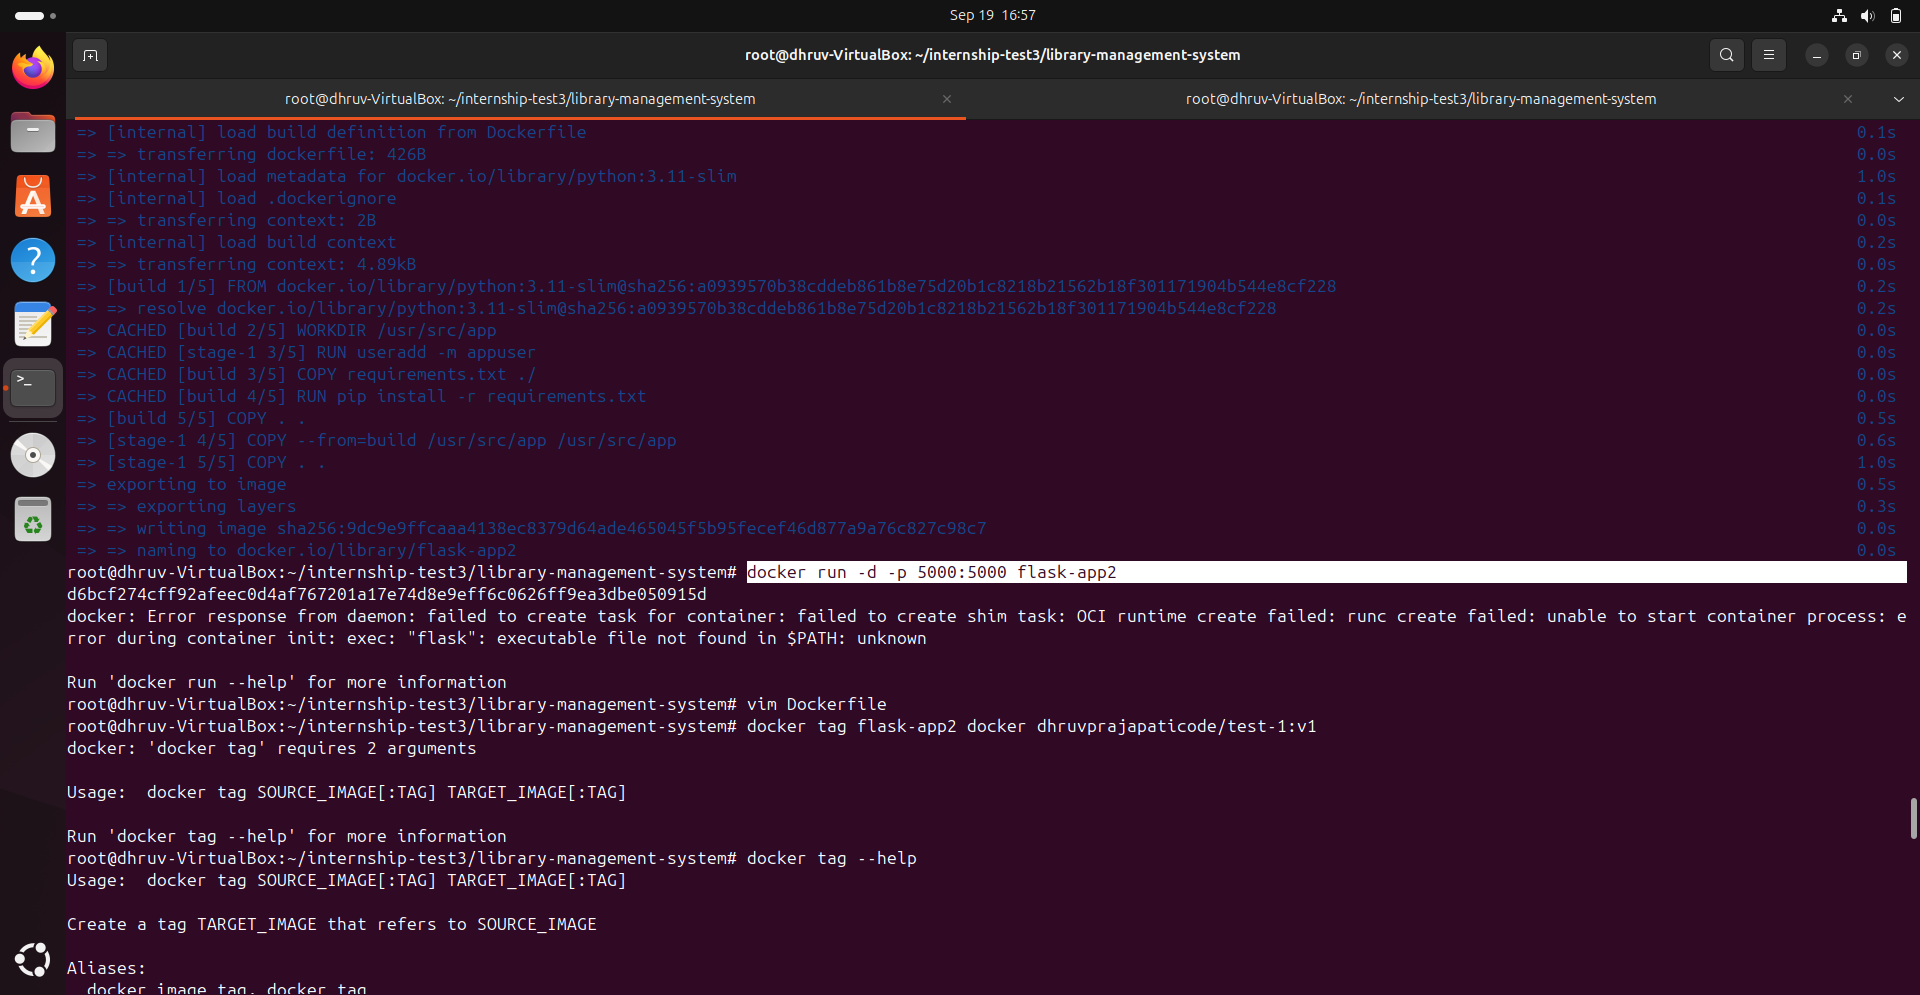 Sep 19 16:57
root@dhruv-VirtualBox: ~/internship-test3/library-management-system
root@dhruv-VirtualBox: ~/internship-test3/library-management-system
root@dhruv-VirtualBox: ~/internship-test3/library-management-system
=> [internal] load build definition from Dockerfile 0.1s
=> => transferring dockerfile: 426B 0.0s
=> [internal] load metadata for docker.io/library/python:3.11-slim 1.0s
=> [internal] load .dockerignore 0.1s
=> => transferring context: 2B 0.0s
=> [internal] load build context 0.2s
=> => transferring context: 4.89kB 0.0s
=> [build 1/5] FROM docker.io/library/python:3.11-slim@sha256:a0939570b38cddeb861b8e75d20b1c8218b21562b18f301171904b544e8cf228 0.2s
=> => resolve docker.io/library/python:3.11-slim@sha256:a0939570b38cddeb861b8e75d20b1c8218b21562b18f301171904b544e8cf228 0.2s
=> CACHED [build 2/5] WORKDIR /usr/src/app 0.0s
=> CACHED [stage-1 3/5] RUN useradd -m appuser 0.0s
=> CACHED [build 3/5] COPY requirements.txt ./ 0.0s
=> CACHED [build 4/5] RUN pip install -r requirements.txt 0.0s
=> [build 5/5] COPY . . 0.5s
=> [stage-1 4/5] COPY --from=build /usr/src/app /usr/src/app 0.6s
=> [stage-1 5/5] COPY . . 1.0s
=> exporting to image 0.5s
=> => exporting layers 0.3s
=> => writing image sha256:9dc9e9ffcaaa4138ec8379d64ade465045f5b95fecef46d877a9a76c827c98c7 0.0s
=> => naming to docker.io/library/flask-app2 0.0s
root@dhruv-VirtualBox:~/internship-test3/library-management-system# docker run -d -p 5000:5000 flask-app2
d6bcf274cff92afeec0d4af767201a17e74d8e9eff6c0626ff9ea3dbe050915d
docker: Error response from daemon: failed to create task for container: failed to create shim task: OCI runtime create failed: runc create failed: unable to start container process: e
rror during container init: exec: "flask": executable file not found in $PATH: unknown
Run 'docker run --help' for more information
root@dhruv-VirtualBox:~/internship-test3/library-management-system# vim Dockerfile
root@dhruv-VirtualBox:~/internship-test3/library-management-system# docker tag flask-app2 docker dhruvprajapaticode/test-1:v1
docker: 'docker tag' requires 2 arguments
Usage:  docker tag SOURCE_IMAGE[:TAG] TARGET_IMAGE[:TAG]
Run 'docker tag --help' for more information
root@dhruv-VirtualBox:~/internship-test3/library-management-system# docker tag --help
Usage:  docker tag SOURCE_IMAGE[:TAG] TARGET_IMAGE[:TAG]
Create a tag TARGET_IMAGE that refers to SOURCE_IMAGE
Aliases:
docker image tag, docker tag